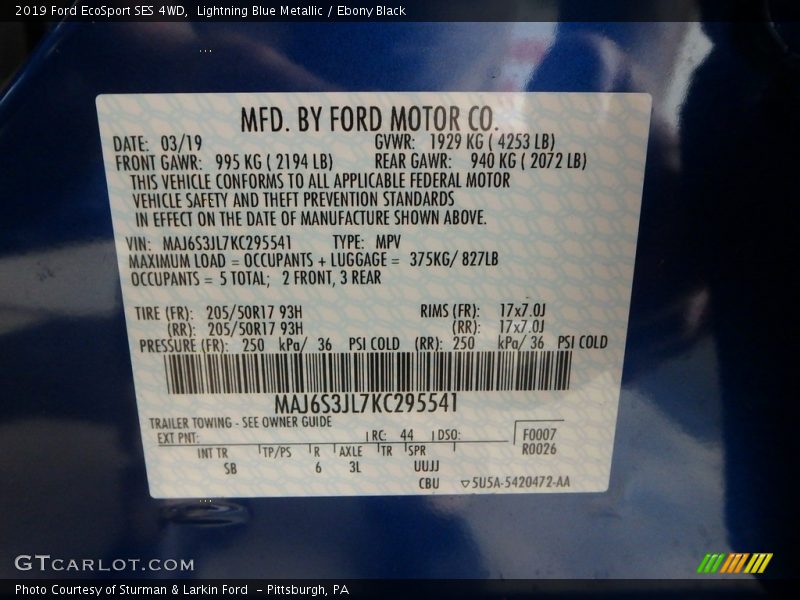 2019 Ford EcoSport SES 4WD,  Lightning Blue Metallic / Ebony Black
MFD. BY FORD MOTOR CO.
DATE: 03/19 GVWR: 1929 KG ( 4253 LB)
FRONT GAWR: 995 KG ( 2194 LB) REAR GAWR: 940 KG ( 2072 LB)
THIS VEHICLE CONFORMS TO ALL APPLICABLE FEDERAL MOTOR
VEHICLE SAFETY AND THEFT PREVENTION STANDARDS
IN EFFECT ON THE DATE OF MANUFACTURE SHOWN ABOVE.
VIN: MAJ6S3JL7KC295541 TYPE: MPV
MAXIMUM LOAD = OCCUPANTS + LUGGAGE = 375KG/ 827LB
OCCUPANTS = 5 TOTAL; 2 FRONT, 3 REAR
TIRE (FR): 205/50R17 93H RIMS (FR): 17x7.0J
(RR): 205/50R17 93H (RR): 17x7.0J
PRESSURE (FR): 250 kPa/ 36 PSI COLD (RR): 250 kPa/ 36 PSI COLD
MAJ6S3JL7KC295541
TRAILER TOWING - SEE OWNER GUIDE
EXT PNT: RC: 44 DSO: F0007
R0026
INT TR TP/PS R AXLE TR SPR
SB 6 3L UUJJ
CBU 5U5A-5420472-AA
GTcarlot.com
Photo Courtesy of Sturman & Larkin Ford  - Pittsburgh, PA